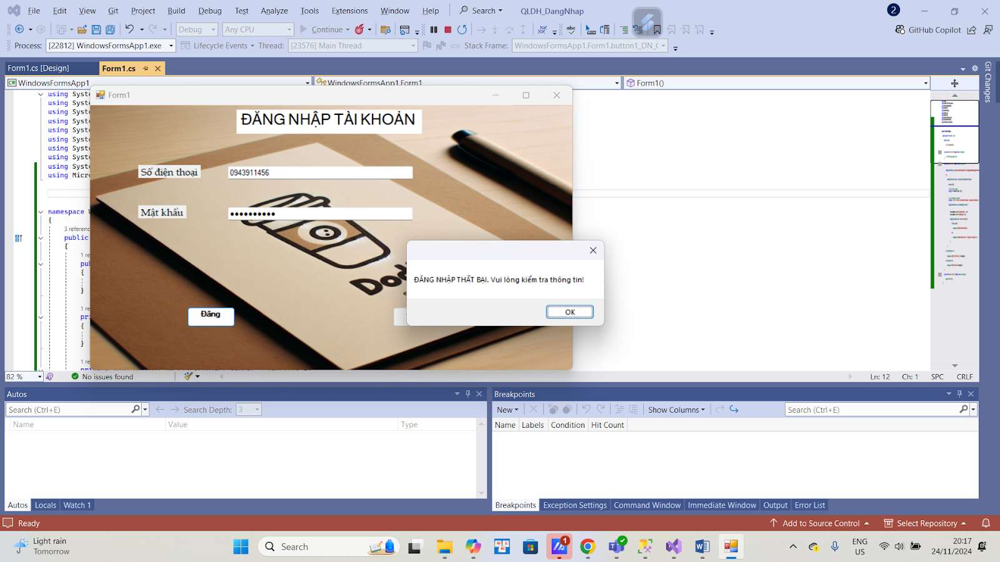 File Edit View Git Project Build Debug Test Analyze Tools Extensions Window Help Search QLDH_DangNhap 2
Debug Any CPU Continue GitHub Copilot
Process: [22812] WindowsFormsApp1.exe Lifecycle Events Thread: [23576] Main Thread Stack Frame: WindowsFormsApp1.Form1.button1_DN_
Form1.cs [Design] Form1.cs
Git Changes
WindowsFormsApp1 WindowsFormsApp1.Form1 Form1()
using Syst
using Syst
using Syst
using Syst
using Syst
using Syst
using Syst
using Syst
using Syst
using Micr
namespace
{
3 referenc
public
{
1 re
pu
{
}
1 re
pri
{
}
1 re
Form1
ĐĂNG NHẬP TÀI KHOẢN
Số điện thoại 0943911456
Mật khẩu ••••••••••
Đăng
ĐĂNG NHẬP THẤT BẠI. Vui lòng kiểm tra thông tin!
OK
82 % No issues found Ln: 12 Ch: 1 SPC CRLF
Autos
Search (Ctrl+E) Search Depth: 3
Name Value Type
Autos Locals Watch 1
Breakpoints
New Show Columns Search (Ctrl+E)
Name Labels Condition Hit Count
Breakpoints Exception Settings Command Window Immediate Window Output Error List
Ready Add to Source Control Select Repository
Light rain
Tomorrow
Search
1
ENG
US
20:17
24/11/2024